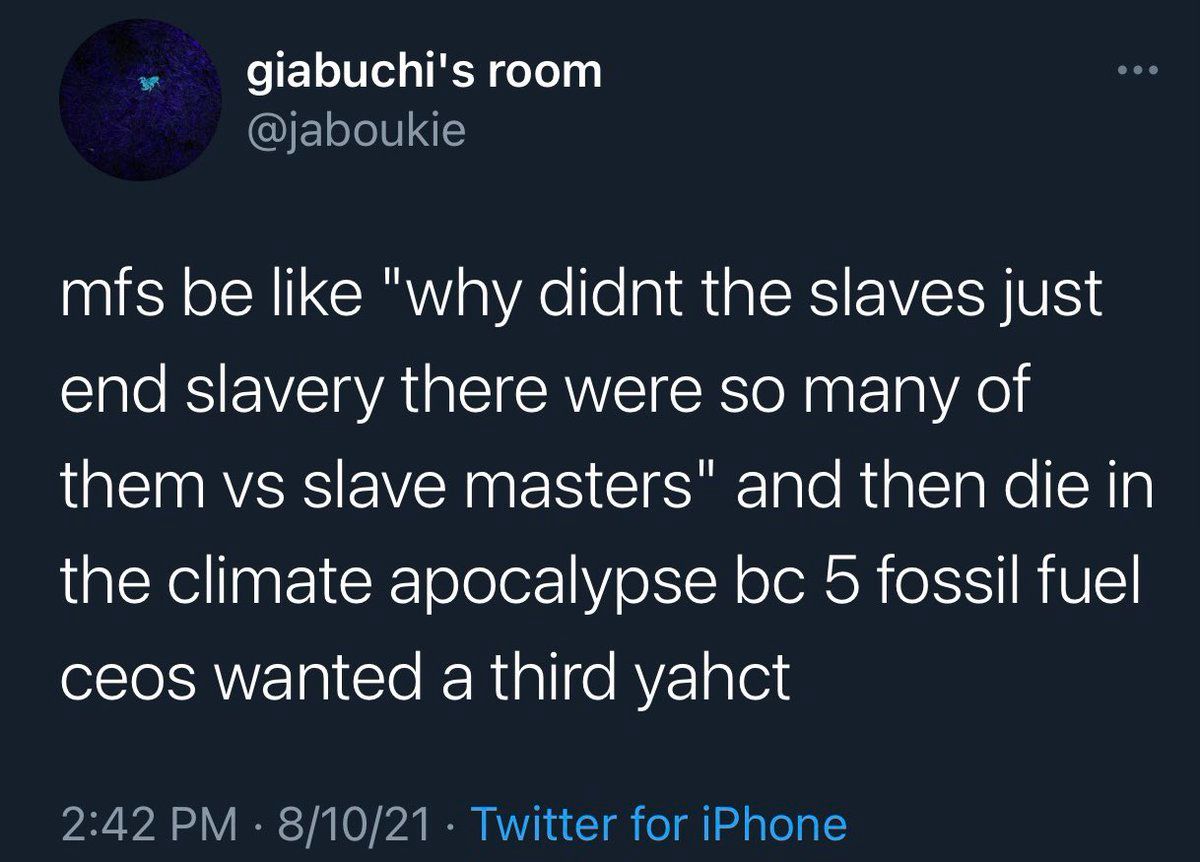 giabuchi's room
@jaboukie
mfs be like "why didnt the slaves just
end slavery there were so many of
them vs slave masters" and then die in
the climate apocalypse bc 5 fossil fuel
ceos wanted a third yahct
2:42 PM · 8/10/21 · Twitter for iPhone